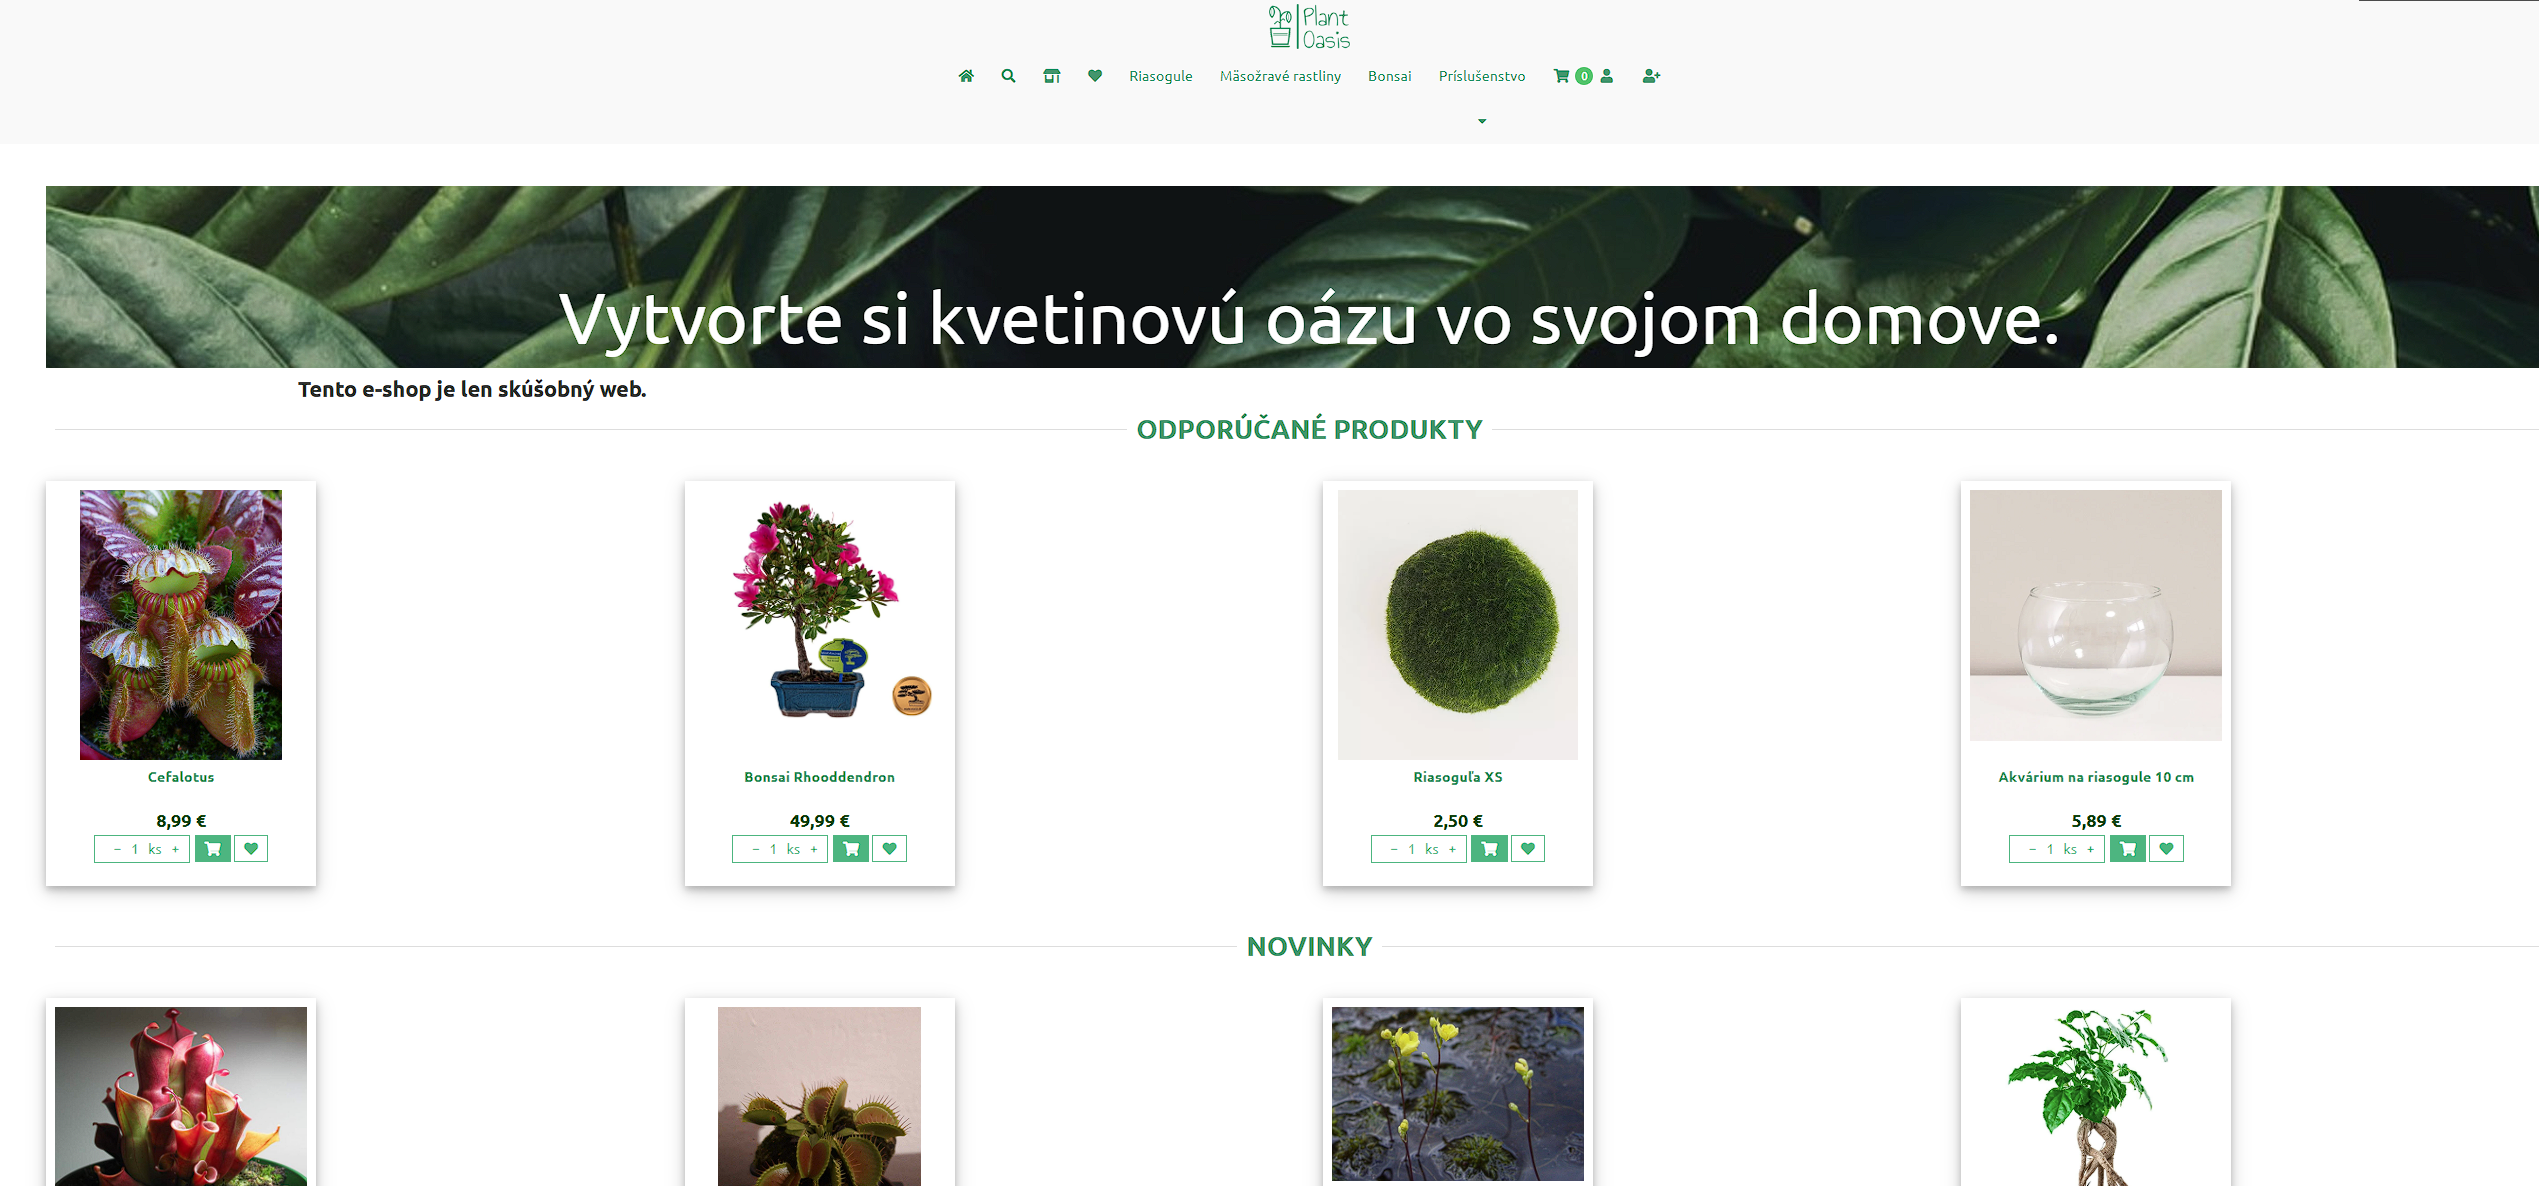 Plant
Oasis
Riasogule Mäsožravé rastliny Bonsai Príslušenstvo 0
Vytvorte si kvetinovú oázu vo svojom domove.
Tento e-shop je len skúšobný web.
ODPORÚČANÉ PRODUKTY
Cefalotus
8,99 €
− 1 ks +
Bonsai Rhooddendron
49,99 €
− 1 ks +
Riasoguľa XS
2,50 €
− 1 ks +
Akvárium na riasogule 10 cm
5,89 €
− 1 ks +
NOVINKY